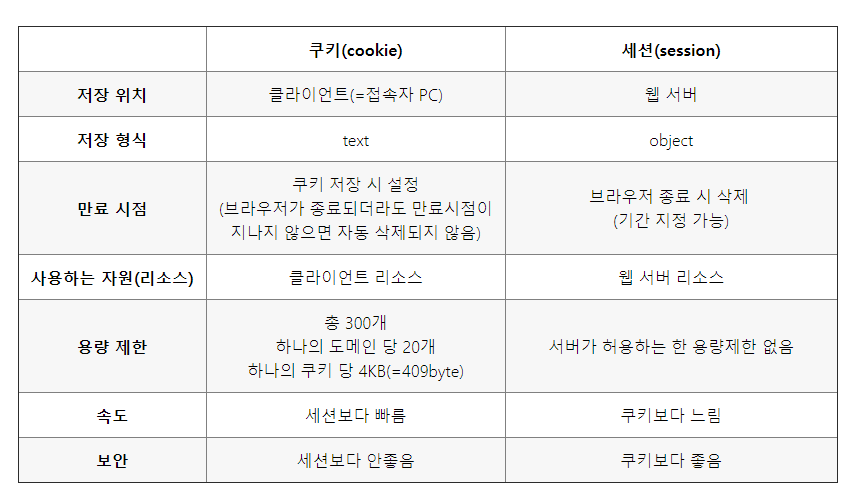 쿠키(cookie) 세션(session)
저장 위치 클라이언트(=접속자 PC) 웹 서버
저장 형식 text object
만료 시점
쿠키 저장 시 설정
(브라우저가 종료되더라도 만료시점이
지나지 않으면 자동 삭제되지 않음)
브라우저 종료 시 삭제
(기간 지정 가능)
사용하는 자원(리소스) 클라이언트 리소스 웹 서버 리소스
용량 제한
총 300개
하나의 도메인 당 20개
하나의 쿠키 당 4KB(=409byte)
서버가 허용하는 한 용량제한 없음
속도 세션보다 빠름 쿠키보다 느림
보안 세션보다 안좋음 쿠키보다 좋음